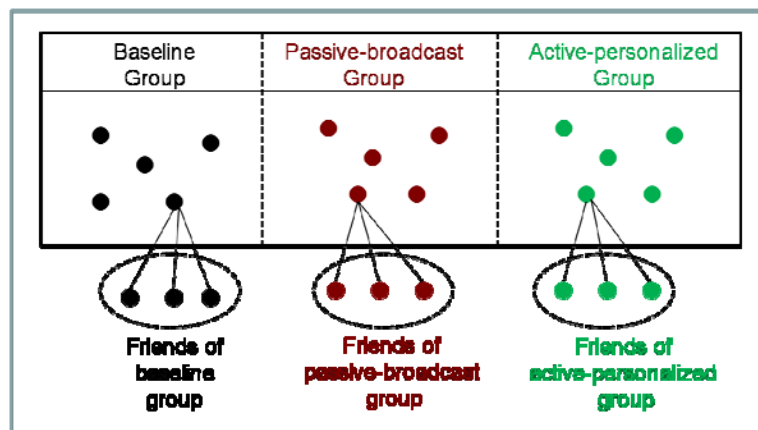 Baseline
Group
Passive-broadcast
Group
Active-personalized
Group
Friends of
baseline
group
Friends of
passive-broadcast
group
Friends of
active-personalized
group